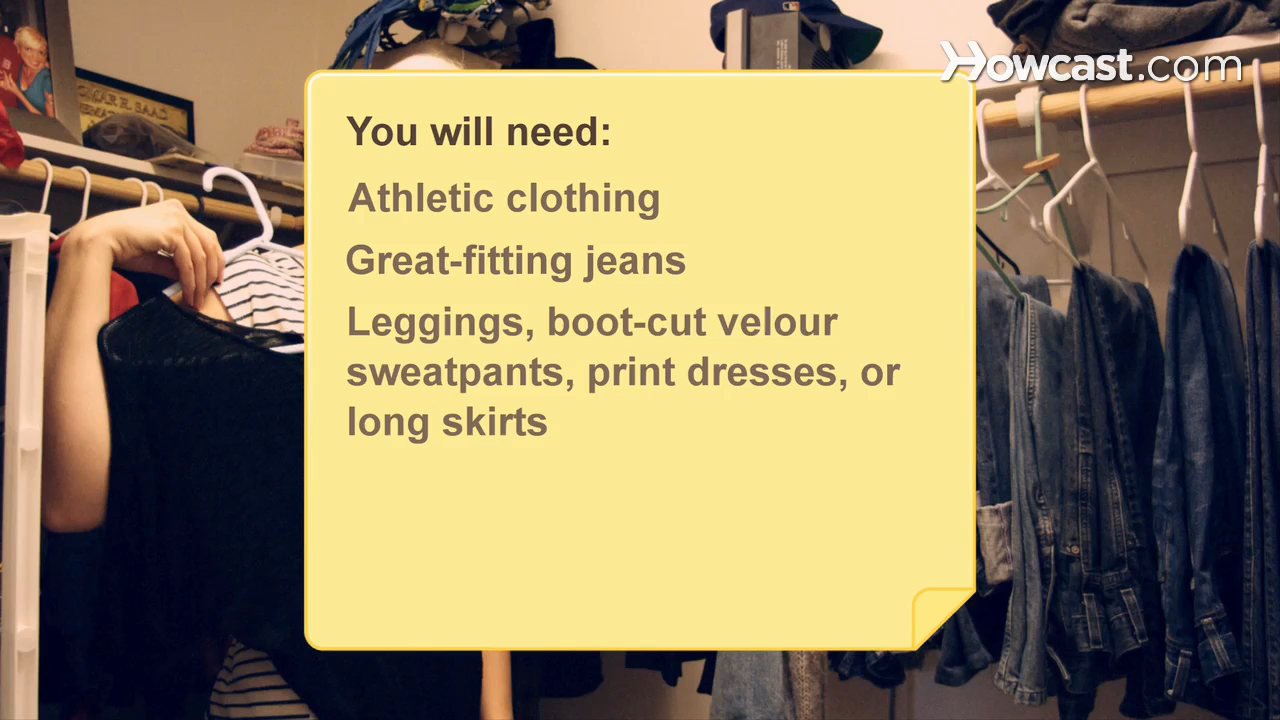 Howcast.com
You will need:
Athletic clothing
Great-fitting jeans
Leggings, boot-cut velour
sweatpants, print dresses, or
long skirts